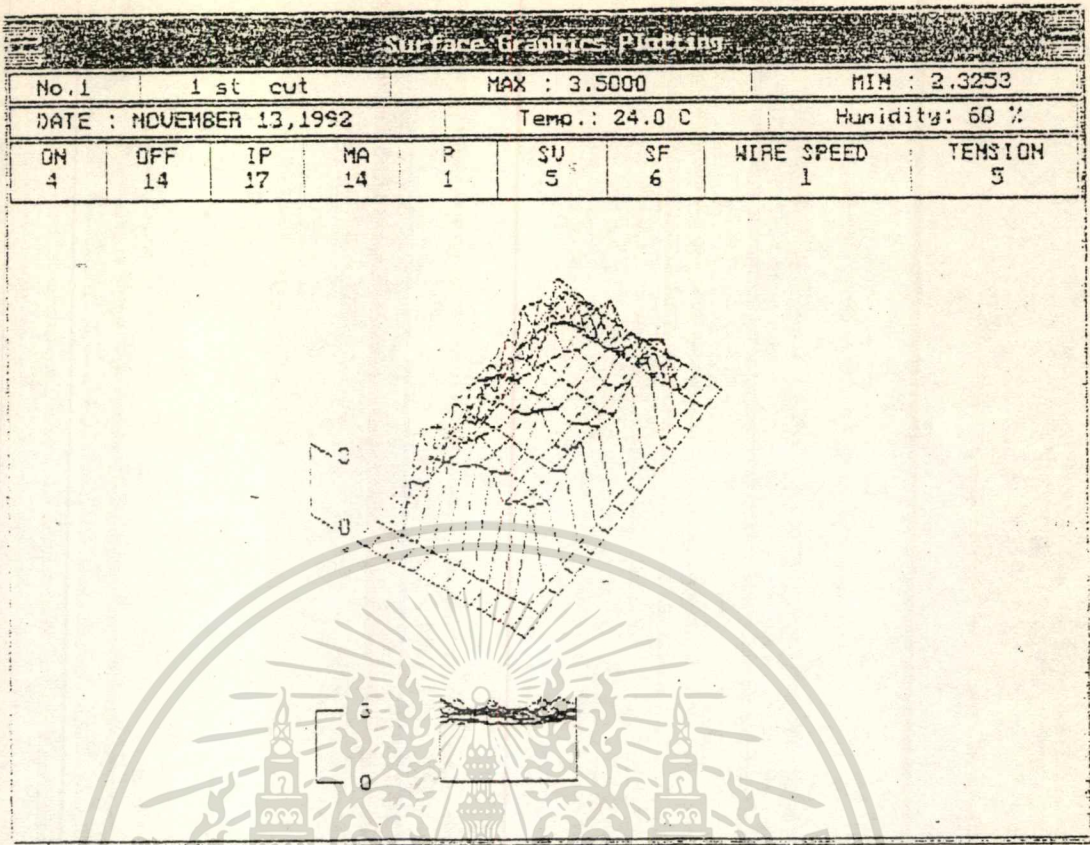 Surface Graphics Plotting
No.1 1 st cut MAX : 3.5000 MIN : 2.3253
DATE : NOVEMBER 13,1992 Temp.: 24.0 C Humidity: 60 %
ON OFF IP MA P SV SF WIRE SPEED TENSION
4 14 17 14 1 5 6 1 5
3
0
3
0